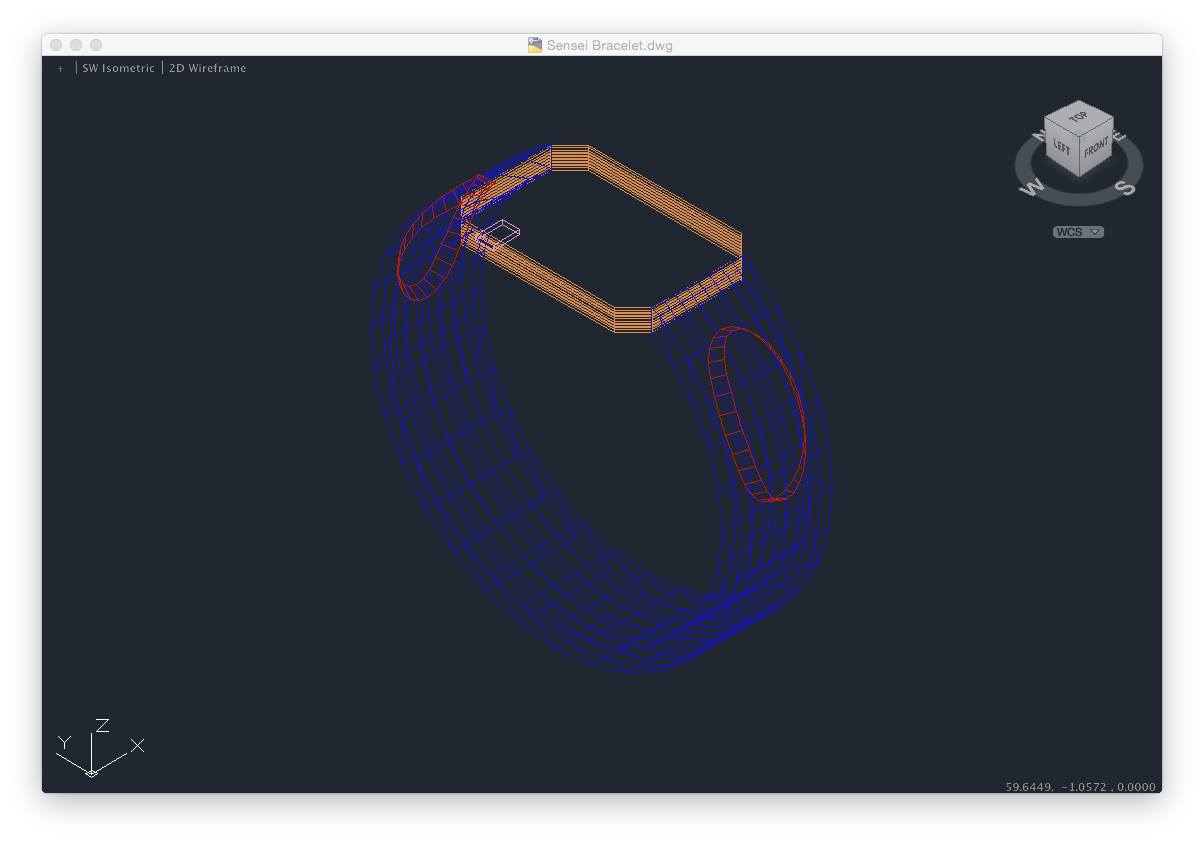 Sensei Bracelet.dwg
+ | SW Isometric | 2D Wireframe
TOP
N E
LEFT FRONT
W S
WCS
Z
Y X
59.6449, -1.0572 , 0.0000